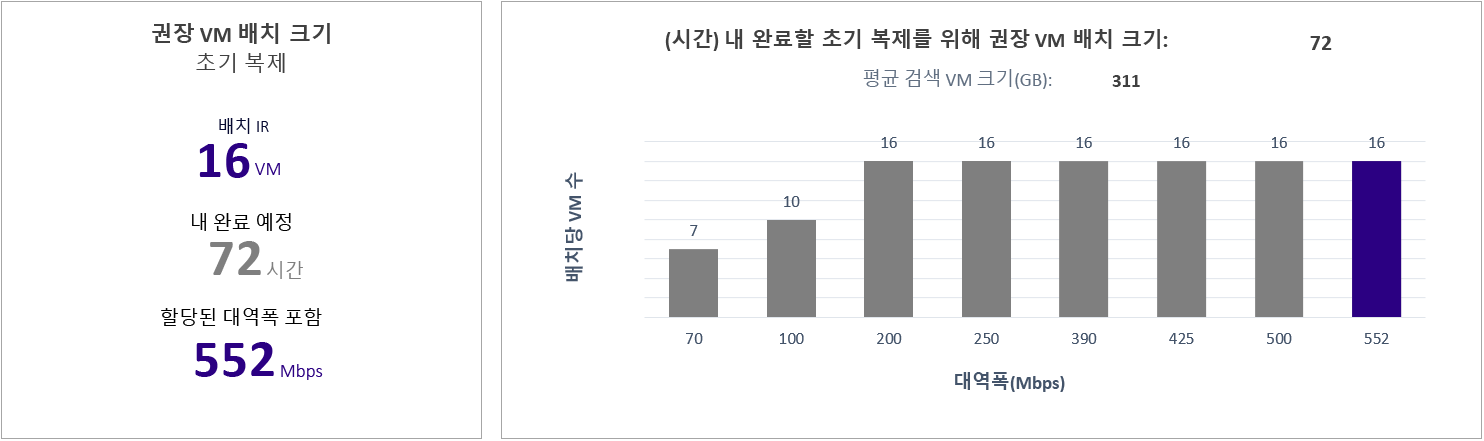 권장 VM 배치 크기
초기 복제
배치 IR
16 VM
내 완료 예정
72 시간
할당된 대역폭 포함
552 Mbps
(시간) 내 완료할 초기 복제를 위해 권장 VM 배치 크기: 72
평균 검색 VM 크기(GB): 311
배치당 VM 수
7 10 16 16 16 16 16 16
70 100 200 250 390 425 500 552
대역폭(Mbps)